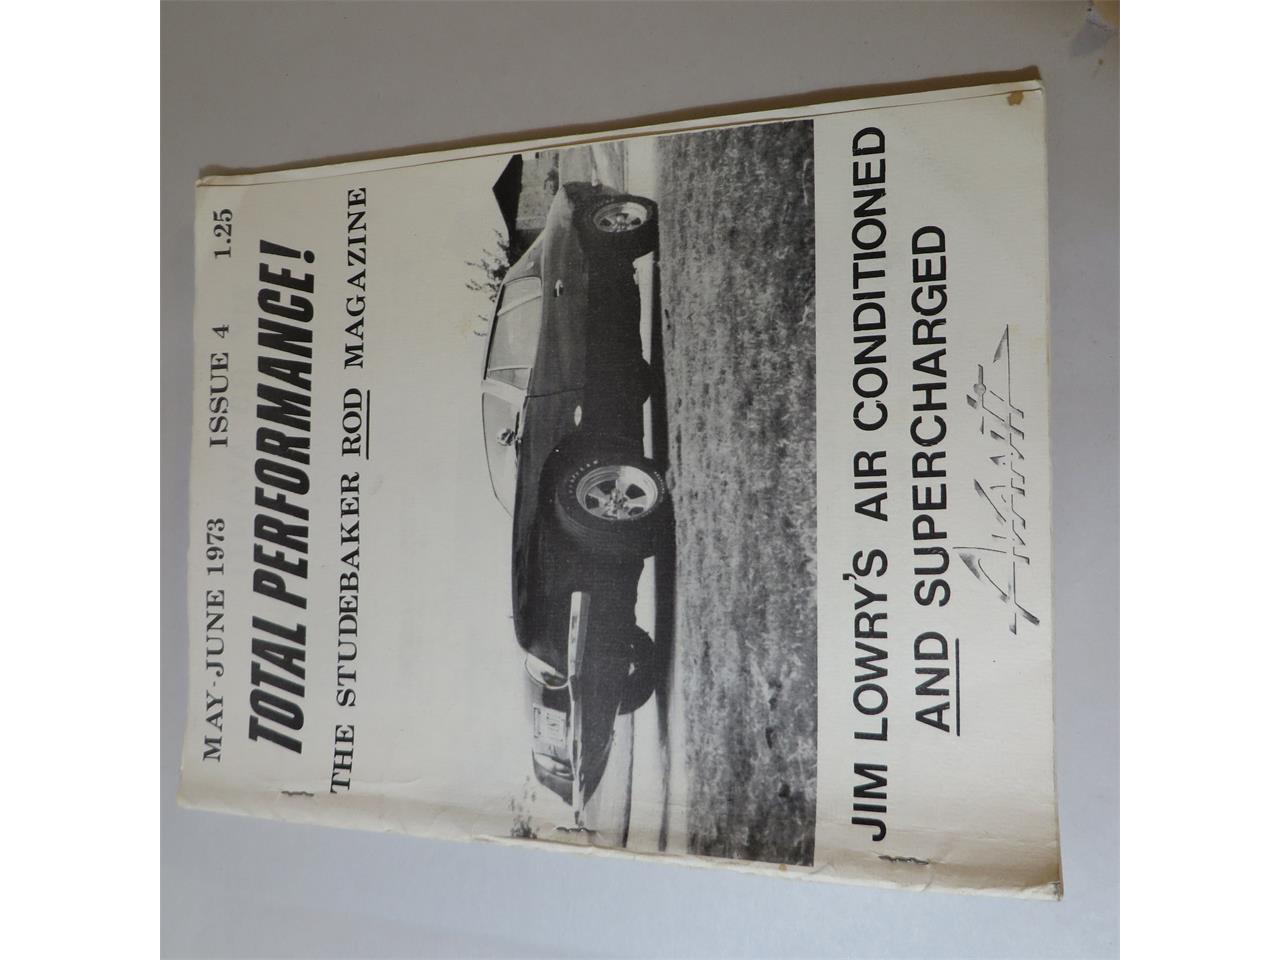 MAY-JUNE 1973 ISSUE 4 1.25
TOTAL PERFORMANCE!
THE STUDEBAKER ROD MAGAZINE
JIM LOWRY'S AIR CONDITIONED
AND SUPERCHARGED
AVANTI